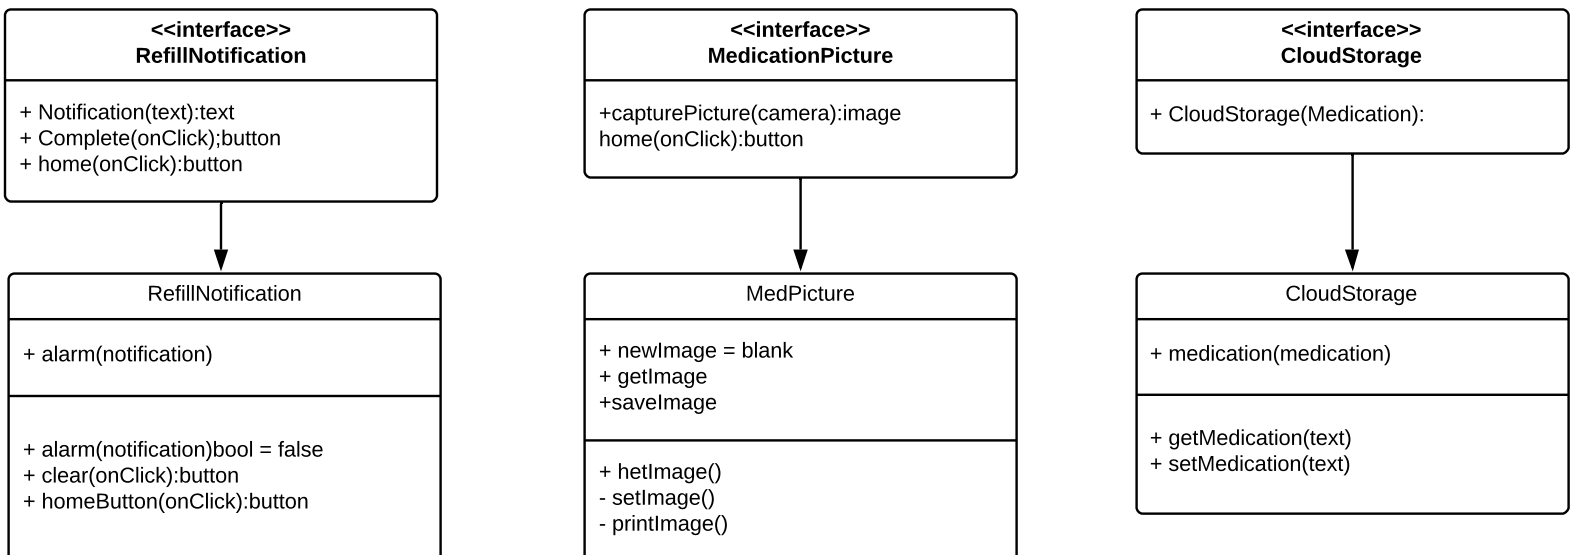 <<interface>>
RefillNotification
+ Notification(text):text
+ Complete(onClick);button
+ home(onClick):button
RefillNotification
+ alarm(notification)
+ alarm(notification)bool = false
+ clear(onClick):button
+ homeButton(onClick):button
<<interface>>
MedicationPicture
+capturePicture(camera):image
home(onClick):button
MedPicture
+ newImage = blank
+ getImage
+saveImage
+ hetImage()
- setImage()
- printImage()
<<interface>>
CloudStorage
+ CloudStorage(Medication):
CloudStorage
+ medication(medication)
+ getMedication(text)
+ setMedication(text)